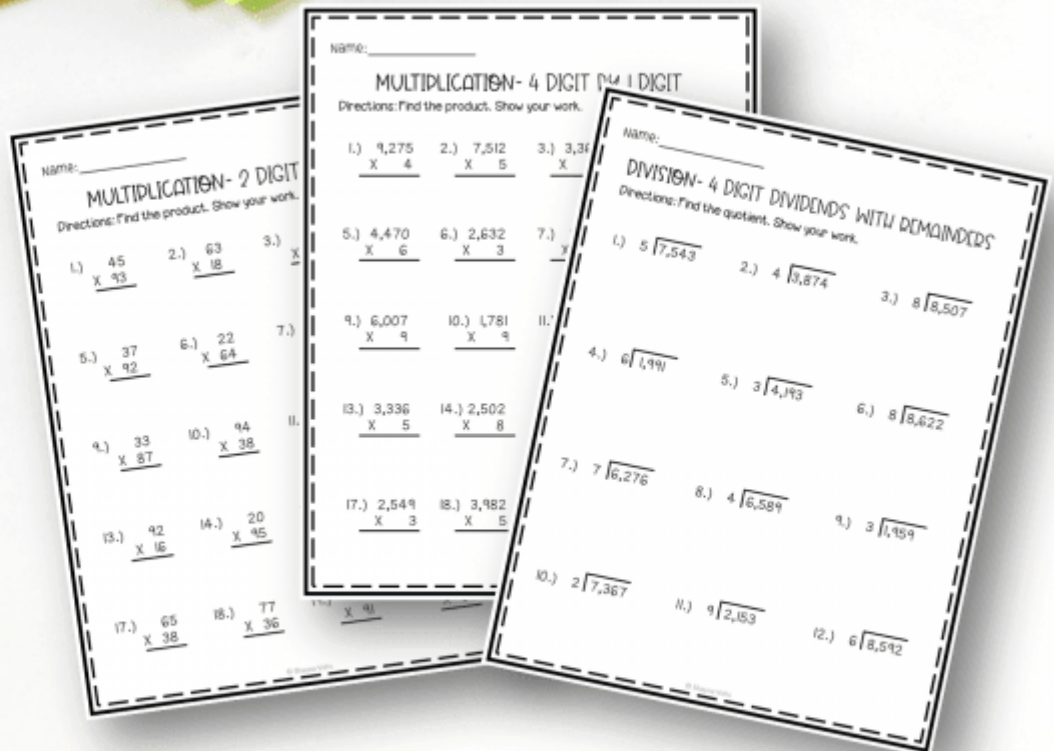 Name:
MULTIPLICATION- 2 DIGIT
Directions: Find the product. Show your work.
1.) 45 2.) 63 3.)
X 93 X 18 X
5.) 37 6.) 22 7.)
X 92 X 64
9.) 33 10.) 94 11.
X 87 X 38
13.) 92 14.) 20
X 16 X 95
17.) 65 18.) 77
X 38 X 36 X 91
Name:
MULTIPLICATION- 4 DIGIT BY 1 DIGIT
Directions: Find the product. Show your work.
1.) 9,275 2.) 7,512 3.)
X 4 X 5 X
5.) 4,470 6.) 2,632 7.)
X 6 X 3 X
9.) 6,007 10.) 1,781 11.
X 9 X 9
13.) 3,336 14.) 2,502
X 5 X 8
17.) 2,549 18.) 3,982
X 3 X 5
Name:
DIVISION- 4 DIGIT DIVIDENDS WITH REMAINDERS
Directions: Find the quotient. Show your work.
1.) 5 7,543 2.) 4 3,874 3.) 8 8,507
4.) 6 1,991 5.) 3 4,193 6.) 8 8,622
7.) 7 6,276 8.) 4 6,589 9.) 3 1,959
10.) 2 7,367 11.) 9 2,153 12.) 6 8,592